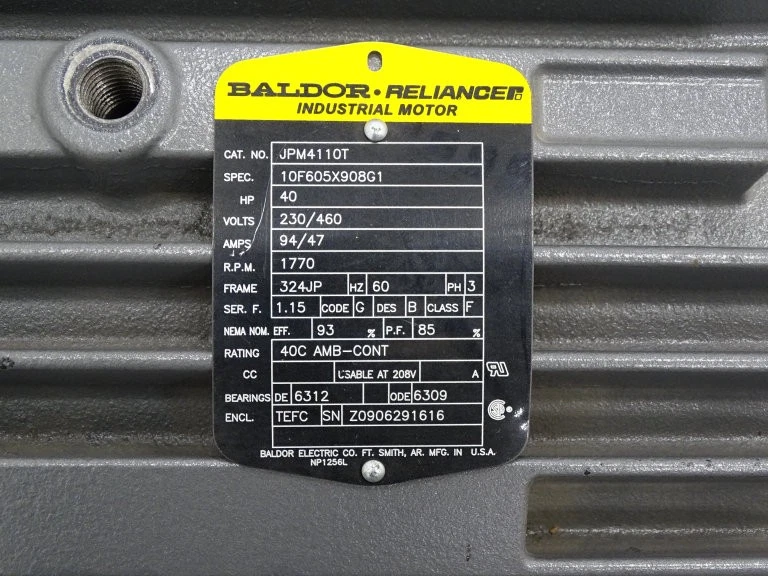 BALDOR • RELIANCER
INDUSTRIAL MOTOR
CAT. NO. JPM4110T
SPEC. 10F605X908G1
HP 40
VOLTS 230/460
AMPS 94/47
R.P.M. 1770
FRAME 324JP HZ 60 PH 3
SER. F. 1.15 CODE G DES B CLASS F
NEMA NOM. EFF. 93 % P.F. 85 %
RATING 40C AMB-CONT
CC USABLE AT 208V A
BEARINGS DE 6312 ODE 6309
ENCL. TEFC SN Z0906291616
BALDOR ELECTRIC CO. FT. SMITH, AR. MFG. IN U.S.A.
NP1256L